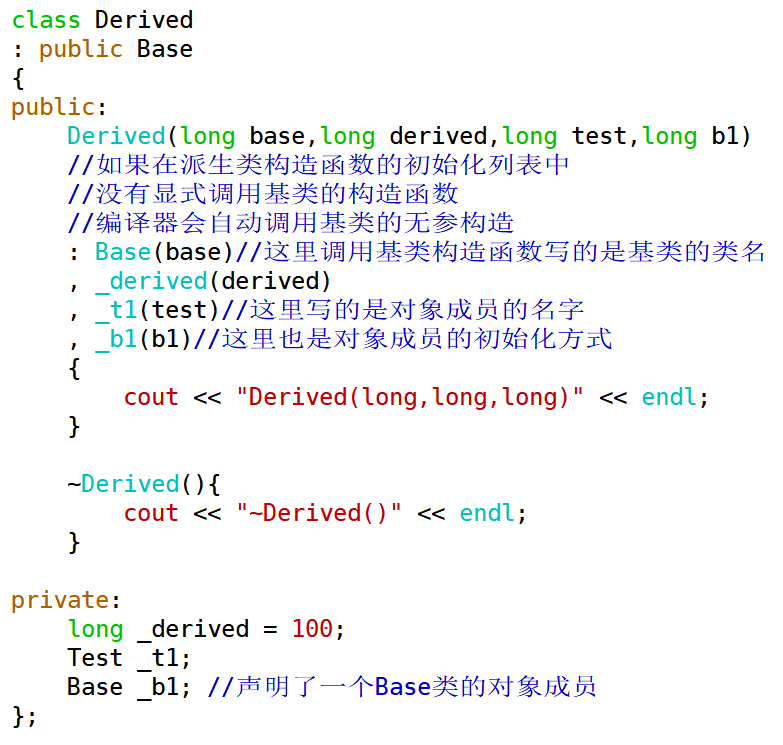 class Derived
: public Base
{
public:
    Derived(long base,long derived,long test,long b1)
    //如果在派生类构造函数的初始化列表中
    //没有显式调用基类的构造函数
    //编译器会自动调用基类的无参构造
    : Base(base)//这里调用基类构造函数写的是基类的类名
    , _derived(derived)
    , _t1(test)//这里写的是对象成员的名字
    , _b1(b1)//这里也是对象成员的初始化方式
    {
        cout << "Derived(long,long,long)" << endl;
    }

    ~Derived(){
        cout << "~Derived()" << endl;
    }

private:
    long _derived = 100;
    Test _t1;
    Base _b1; //声明了一个Base类的对象成员
};